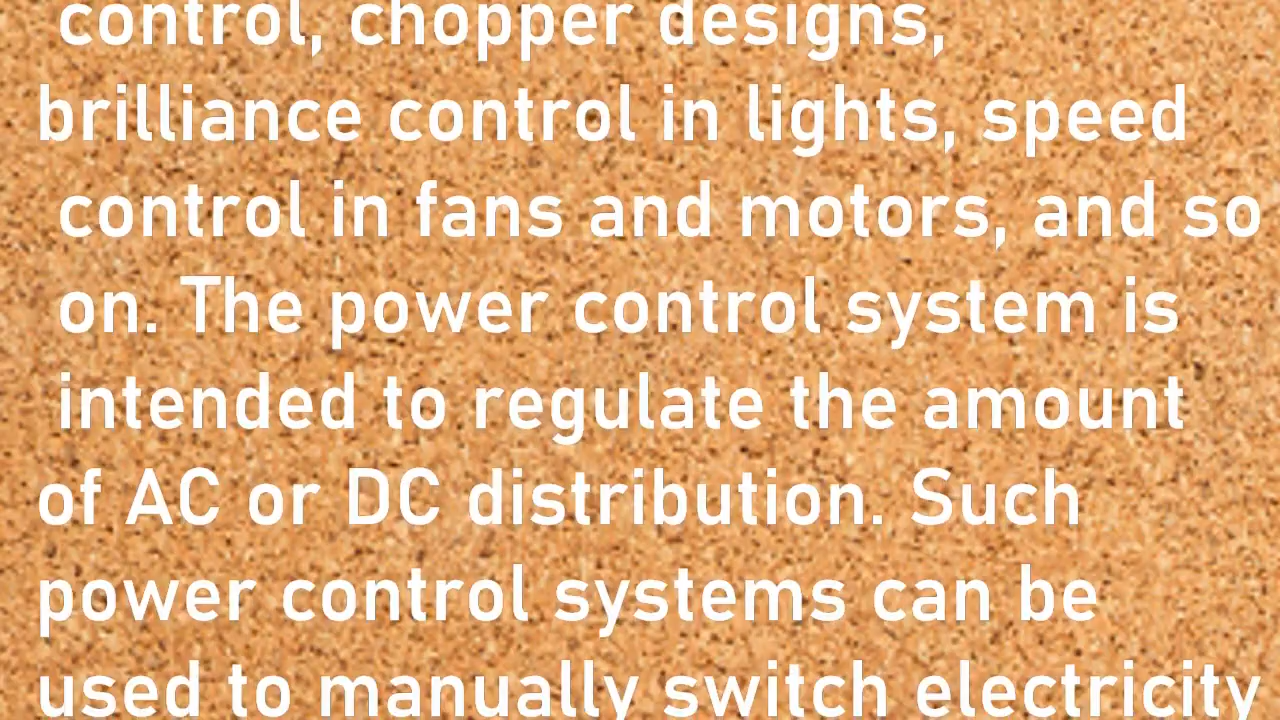 control, chopper designs,
brilliance control in lights, speed
control in fans and motors, and so
on. The power control system is
intended to regulate the amount
of AC or DC distribution. Such
power control systems can be
used to manually switch electricity